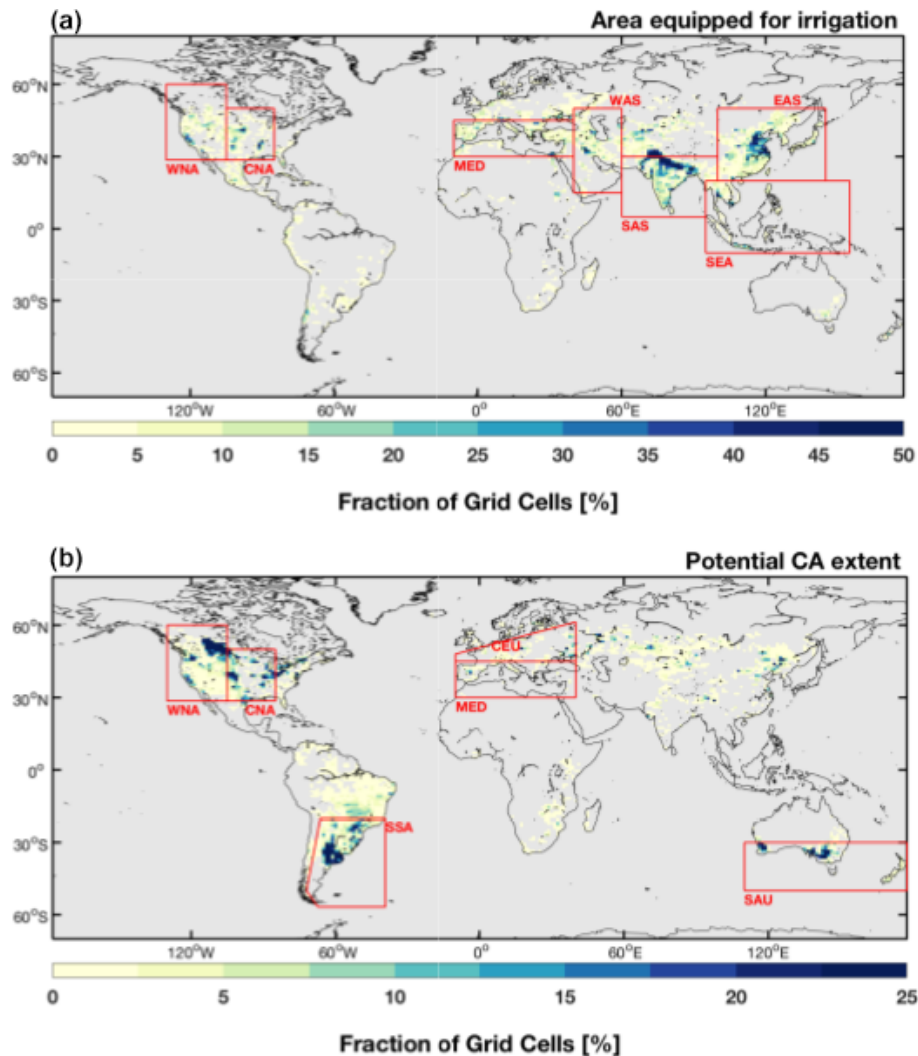 (a)
Area equipped for irrigation
60°N
30°N
0°
30°S
60°S
WNA
CNA
MED
WAS
EAS
SAS
SEA
120°W
60°W
0°
60°E
120°E
0
5
10
15
20
25
30
35
40
45
50
Fraction of Grid Cells [%]
(b)
Potential CA extent
60°N
30°N
0°
30°S
60°S
WNA
CNA
CEU
MED
SSA
SAU
120°W
60°W
0°
60°E
120°E
0
5
10
15
20
25
Fraction of Grid Cells [%]